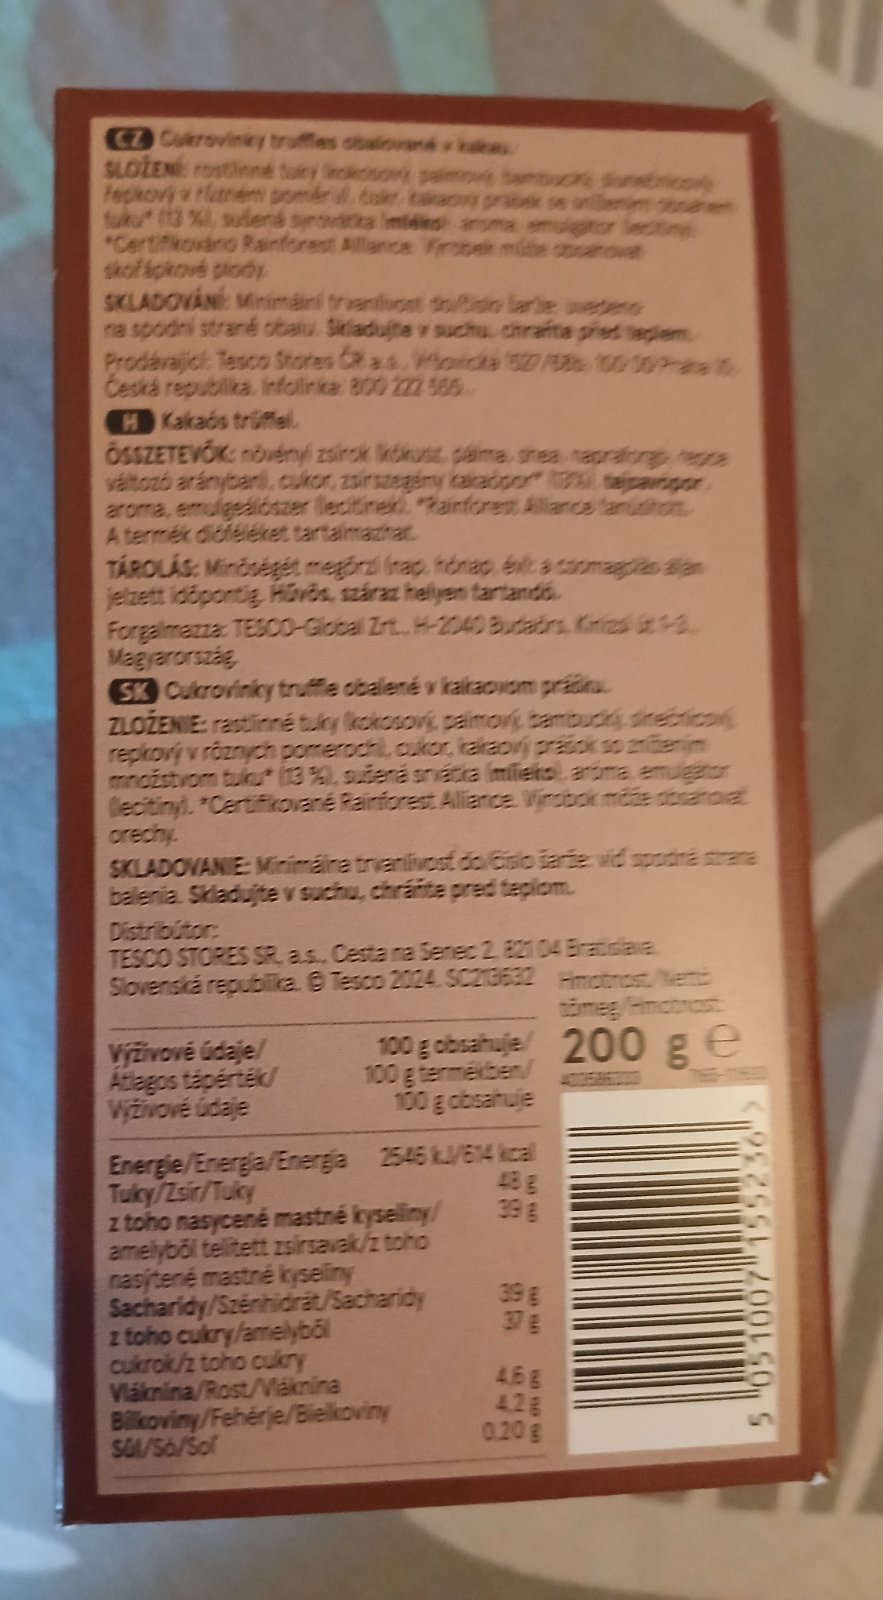 CZ Cukrovinky truffles obalované v kakau.
SLOŽENÍ: rostlinné tuky (kokosový, palmový, bambucký, slunečnicový,
řepkový v různém poměru), cukr, kakaový prášek se sníženým obsahem
tuku* (13 %), sušená syrovátka (mléko), aroma, emulgátor (lecitiny).
*Certifikováno Rainforest Alliance. Výrobek může obsahovat
skořápkové plody.
SKLADOVÁNÍ: Minimální trvanlivost do/číslo šarže: uvedeno
na spodní straně obalu. Skladujte v suchu, chraňte před teplem.
Prodávající: Tesco Stores ČR a.s., Vršovická Praha 10,
Česká republika. Infolinka: 800 222
H Kakaós trüffel.
ÖSSZETEVŐK: növényi zsírok (kókusz, pálma, shea, napraforgó, repce
változó arányban), cukor, zsírszegény kakaópor* (13%), tejsavópor,
aroma, emulgeálószer (lecitinek). *Rainforest Alliance tanúsított.
A termék dióféléket tartalmazhat.
TÁROLÁS: Minőségét megőrzi (nap, hónap, év): a csomagolás alján
jelzett időpontig. Hűvös, száraz helyen tartandó.
Forgalmazza: TESCO-Global Zrt., H-2040 Budaörs, Kinizsi út 1-3.,
Magyarország.
SK Cukrovinky truffle obalené v kakaovom prášku.
ZLOŽENIE: rastlinné tuky (kokosový, palmový, bambucký, slnečnicový,
repkový v rôznych pomeroch), cukor, kakaový prášok so zníženým
množstvom tuku* (13 %), sušená srvátka (mlieko), aróma, emulgátor
(lecitíny). *Certifikované Rainforest Alliance. Výrobok môže obsahovať
orechy.
SKLADOVANIE: Minimálna trvanlivosť do/číslo šarže: viď spodná strana
balenia. Skladujte v suchu, chráňte pred teplom.
Distribútor:
TESCO STORES SR, a.s., Cesta na Senec 2, 821 04 Bratislava,
Slovenská republika. © Tesco 2024. SC213632
Hmotnost/Nettó
tömeg/Hmotnosť:
200 g e
Výživové údaje/ 100 g obsahuje/
Átlagos tápérték/ 100 g termékben/
Výživové údaje 100 g obsahuje
Energie/Energia/Energia 2546 kJ/614 kcal
Tuky/Zsír/Tuky 48 g
z toho nasycené mastné kyseliny/ 39 g
amelyből telített zsírsavak/z toho
nasýtené mastné kyseliny
Sacharidy/Szénhidrát/Sacharidy 39 g
z toho cukry/amelyből 37 g
cukrok/z toho cukry
Vláknina/Rost/Vláknina 4,6 g
Bílkoviny/Fehérje/Bielkoviny 4,2 g
Sůl/Só/Soľ 0,20 g
5 051007 155236 >